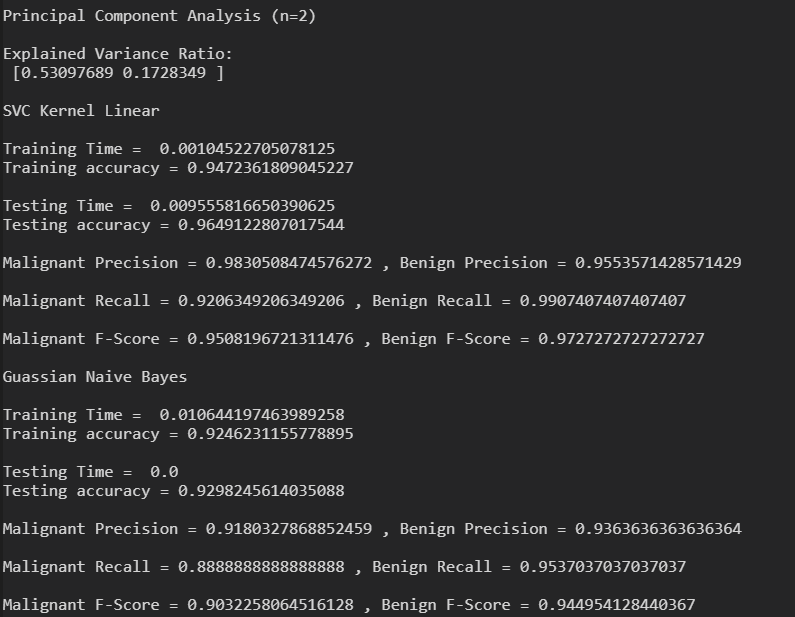 Principal Component Analysis (n=2)
Explained Variance Ratio:
[0.53097689 0.1728349 ]
SVC Kernel Linear
Training Time =  0.00104522705078125
Training accuracy = 0.9472361809045227
Testing Time =  0.009555816650390625
Testing accuracy = 0.9649122807017544
Malignant Precision = 0.9830508474576272 , Benign Precision = 0.9553571428571429
Malignant Recall = 0.9206349206349206 , Benign Recall = 0.9907407407407407
Malignant F-Score = 0.9508196721311476 , Benign F-Score = 0.9727272727272727
Guassian Naive Bayes
Training Time =  0.010644197463989258
Training accuracy = 0.9246231155778895
Testing Time =  0.0
Testing accuracy = 0.9298245614035088
Malignant Precision = 0.9180327868852459 , Benign Precision = 0.9363636363636364
Malignant Recall = 0.8888888888888888 , Benign Recall = 0.9537037037037037
Malignant F-Score = 0.9032258064516128 , Benign F-Score = 0.944954128440367